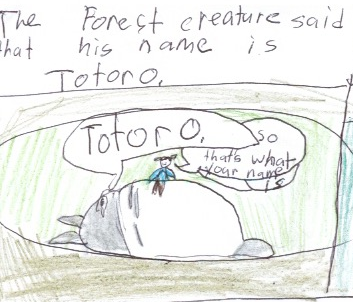 The Forest creature said
that his name is
Totoro.
Totoro.
so
that's what
your name
is